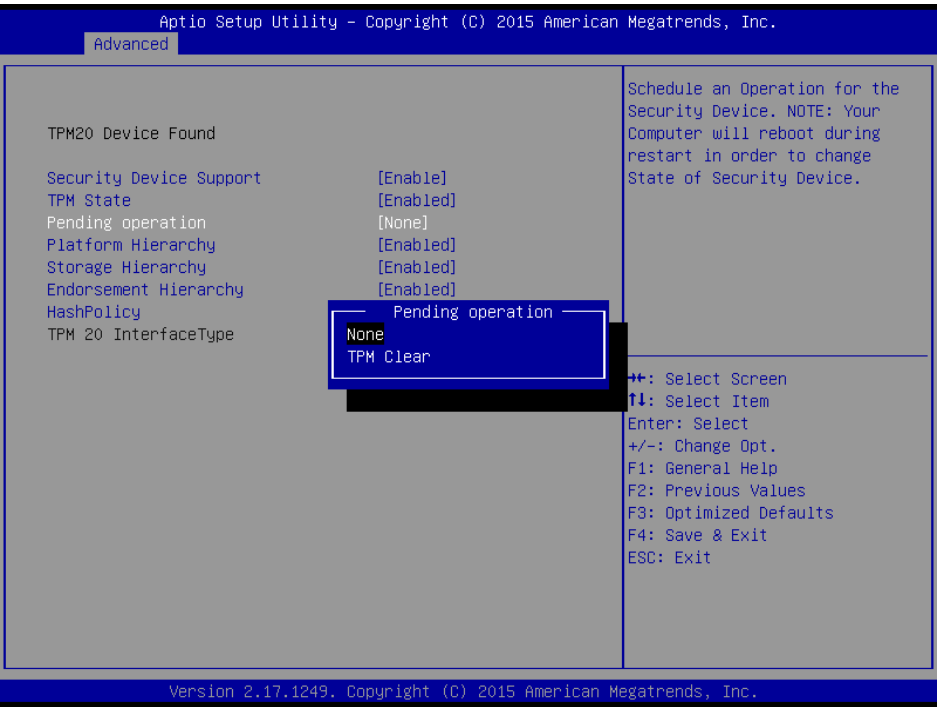 Aptio Setup Utility – Copyright (C) 2015 American Megatrends, Inc.
Advanced
TPM20 Device Found
Security Device Support [Enable]
TPM State [Enabled]
Pending operation [None]
Platform Hierarchy [Enabled]
Storage Hierarchy [Enabled]
Endorsement Hierarchy [Enabled]
HashPolicy
TPM 20 InterfaceType
Pending operation
None
TPM Clear
Schedule an Operation for the
Security Device. NOTE: Your
Computer will reboot during
restart in order to change
State of Security Device.
→←: Select Screen
↑↓: Select Item
Enter: Select
+/-: Change Opt.
F1: General Help
F2: Previous Values
F3: Optimized Defaults
F4: Save & Exit
ESC: Exit
Version 2.17.1249. Copyright (C) 2015 American Megatrends, Inc.